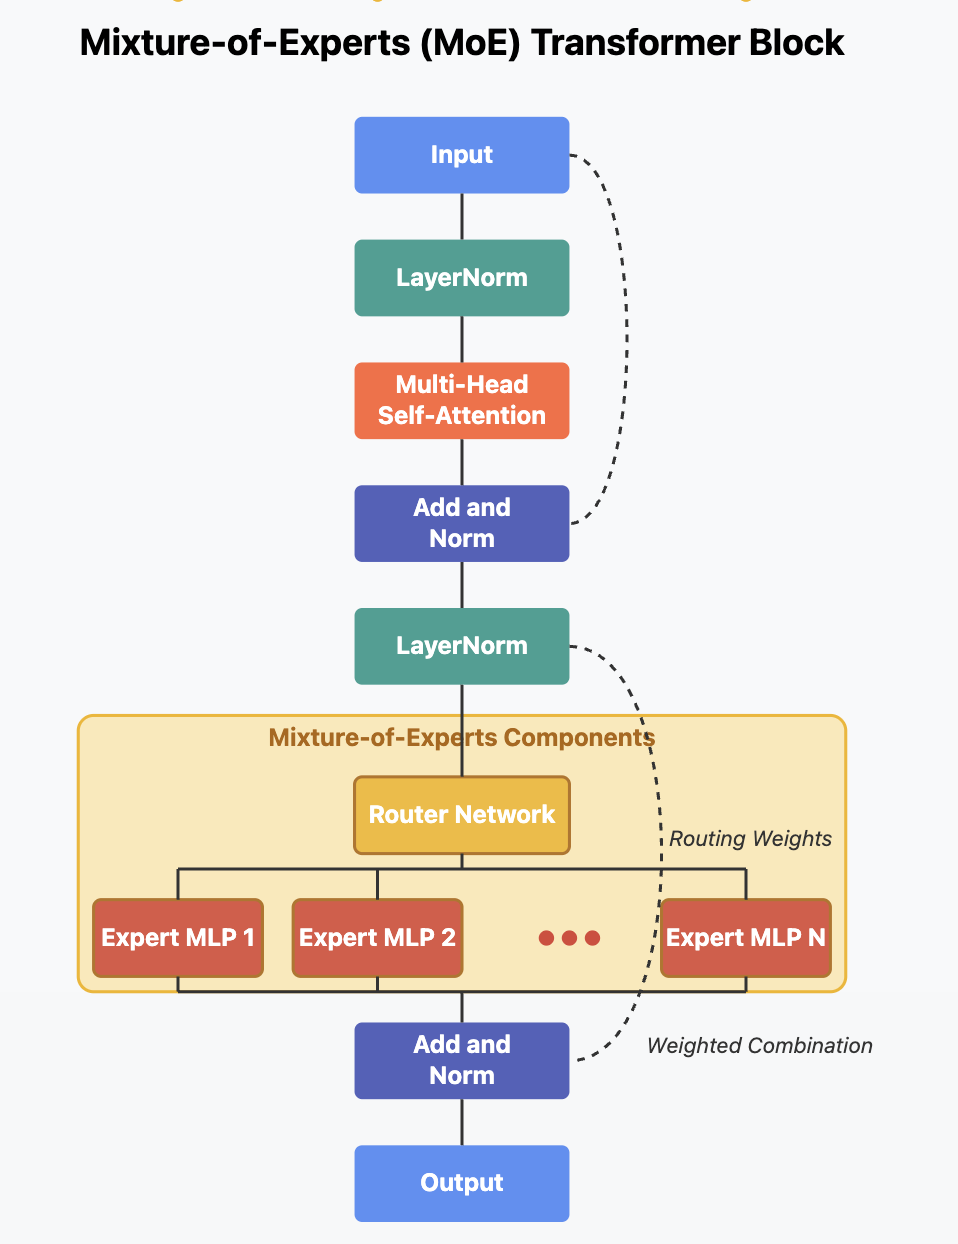 Mixture-of-Experts (MoE) Transformer Block
Input
LayerNorm
Multi-Head
Self-Attention
Add and
Norm
LayerNorm
Mixture-of-Experts Components
Router Network
Routing Weights
Expert MLP 1
Expert MLP 2
Expert MLP N
Add and
Norm
Weighted Combination
Output